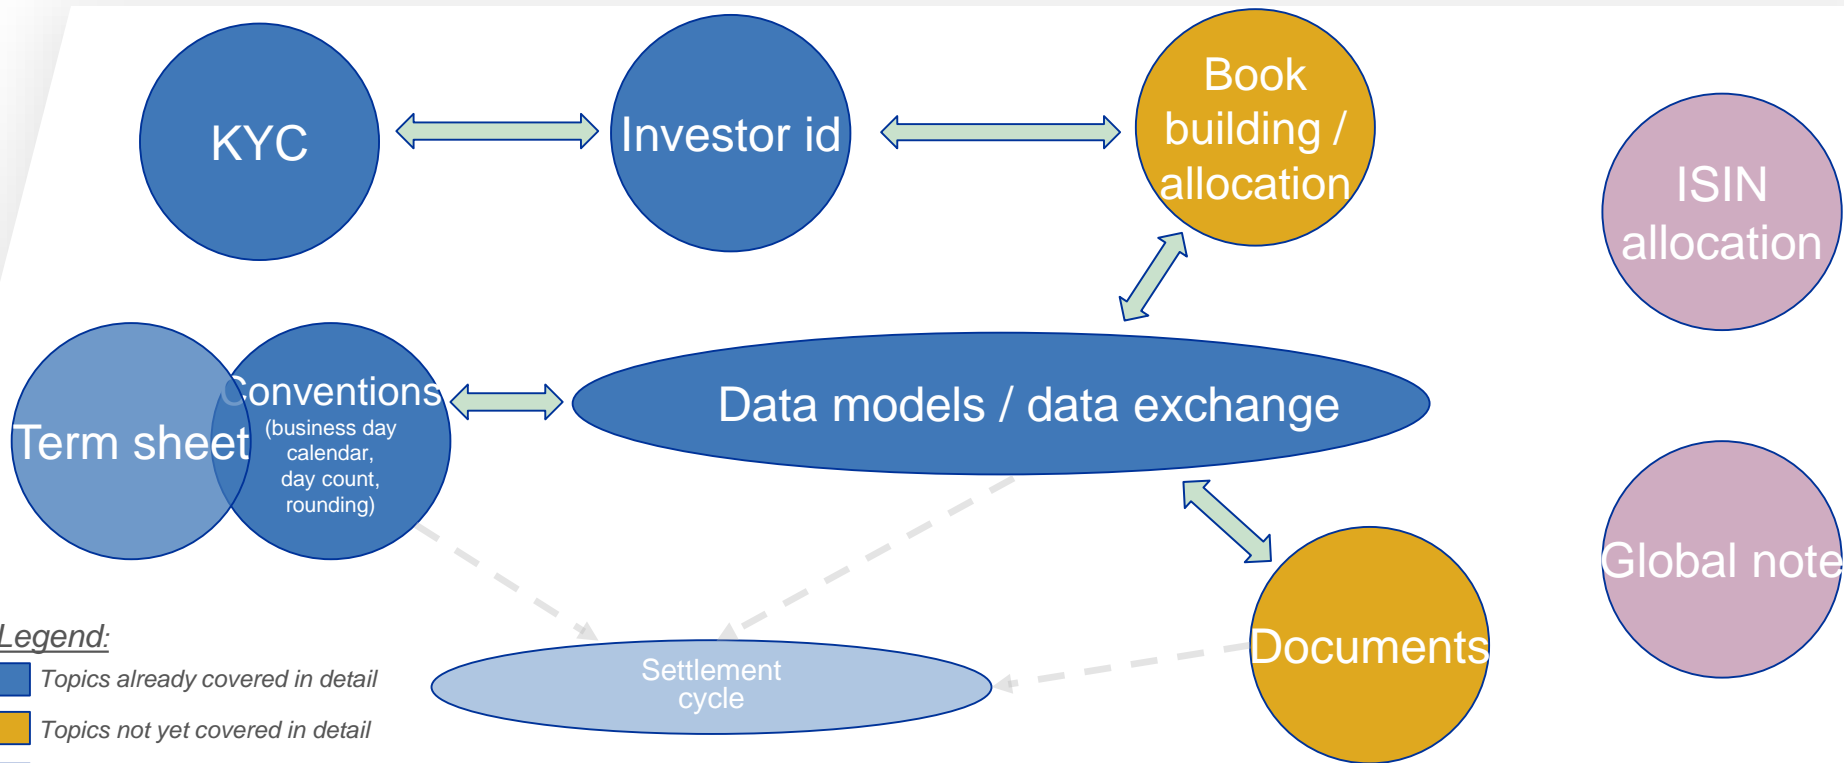 KYC
Investor id
Book
building /
allocation
ISIN
allocation
Term sheet
Conventions
(business day
calendar,
day count,
rounding)
Data models / data exchange
Global note
Settlement
cycle
Documents
Legend:
Topics already covered in detail
Topics not yet covered in detail